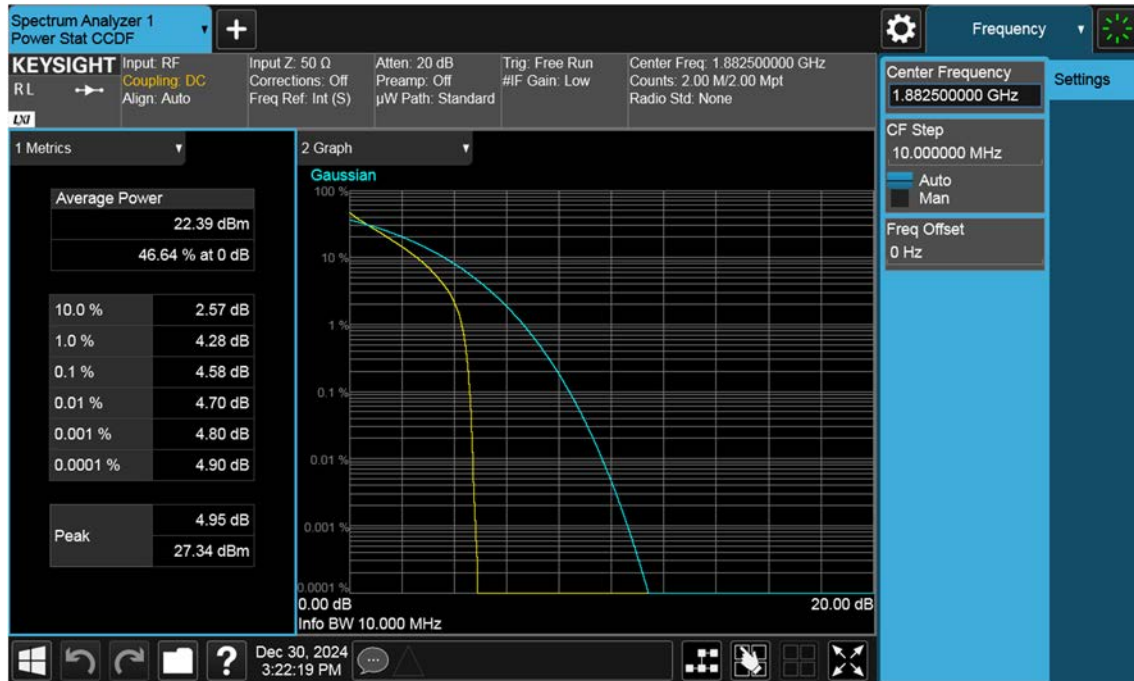 Spectrum Analyzer 1
Power Stat CCDF
Frequency
KEYSIGHT
RL
LXI
Input: RF
Coupling: DC
Align: Auto
Input Z: 50 Ω
Corrections: Off
Freq Ref: Int (S)
Atten: 20 dB
Preamp: Off
µW Path: Standard
Trig: Free Run
#IF Gain: Low
Center Freq: 1.882500000 GHz
Counts: 2.00 M/2.00 Mpt
Radio Std: None
Center Frequency
1.882500000 GHz
Settings
CF Step
10.000000 MHz
Auto
Man
Freq Offset
0 Hz
1 Metrics
Average Power
22.39 dBm
46.64 % at 0 dB
10.0 % 2.57 dB
1.0 % 4.28 dB
0.1 % 4.58 dB
0.01 % 4.70 dB
0.001 % 4.80 dB
0.0001 % 4.90 dB
Peak
4.95 dB
27.34 dBm
2 Graph
Gaussian
100 %
10 %
1 %
0.1 %
0.01 %
0.001 %
0.0001 %
0.00 dB 20.00 dB
Info BW 10.000 MHz
?
Dec 30, 2024
3:22:19 PM